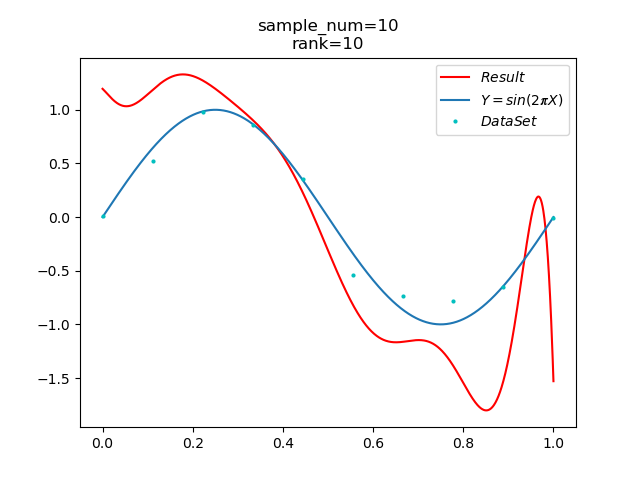 sample_num=10
rank=10
Result
Y = sin(2πX)
DataSet
1.0
0.5
0.0
−0.5
−1.0
−1.5
0.0 0.2 0.4 0.6 0.8 1.0